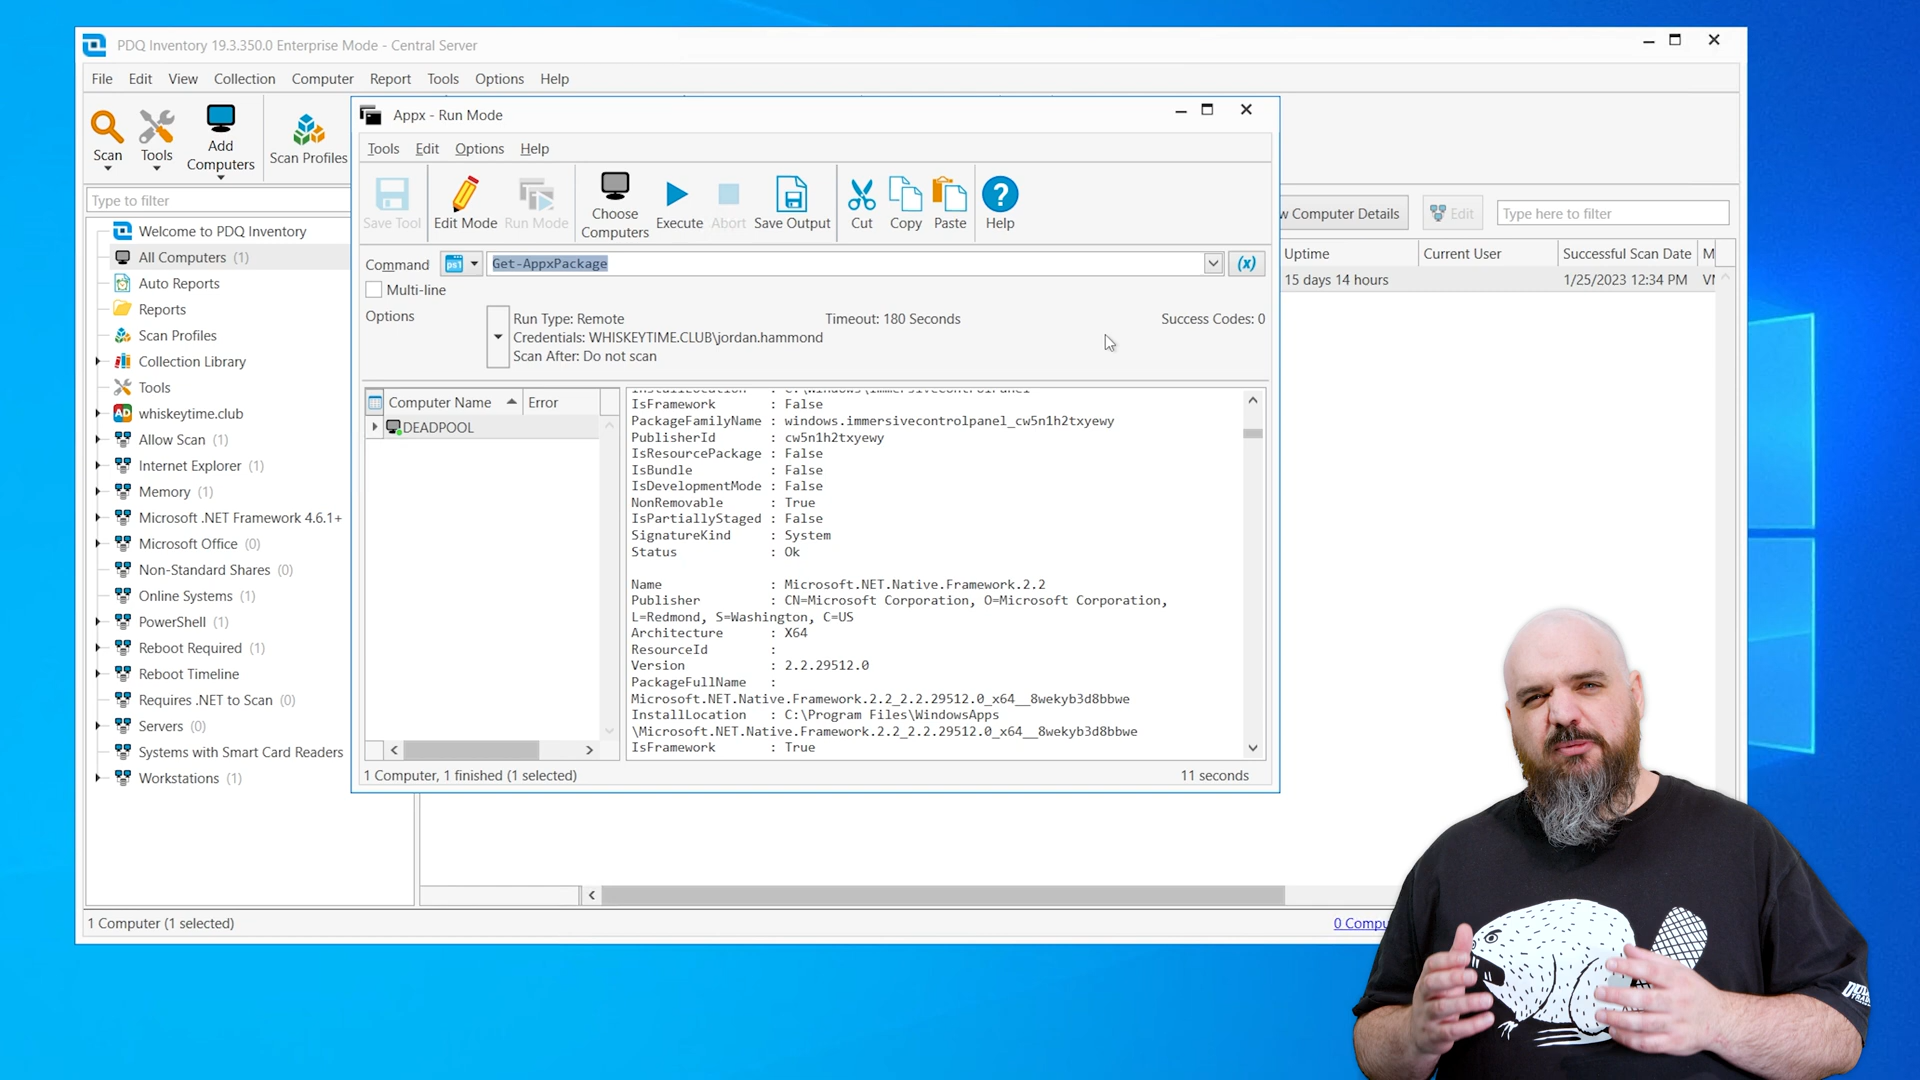 PDQ Inventory 19.3.350.0 Enterprise Mode - Central Server
File Edit View Collection Computer Report Tools Options Help
Scan
Tools
Add Computers
Scan Profiles
Type to filter
Welcome to PDQ Inventory
All Computers (1)
Auto Reports
Reports
Scan Profiles
Collection Library
Tools
AD whiskeytime.club
Allow Scan (1)
Internet Explorer (1)
Memory (1)
Microsoft .NET Framework 4.6.1+
Microsoft Office (0)
Non-Standard Shares (0)
Online Systems (1)
PowerShell (1)
Reboot Required (1)
Reboot Timeline
Requires .NET to Scan (0)
Servers (0)
Systems with Smart Card Readers
Workstations (1)
1 Computer (1 selected)
Appx - Run Mode
Tools Edit Options Help
Save Tool
Edit Mode
Run Mode
Choose Computers
Execute
Abort
Save Output
Cut
Copy
Paste
Help
Command ps1 Get-AppxPackage (x)
Multi-line
Options
Run Type: Remote Timeout: 180 Seconds Success Codes: 0
Credentials: WHISKEYTIME.CLUB\jordan.hammond
Scan After: Do not scan
Computer Name Error
DEADPOOL
InstallLocation : C:\Windows\ImmersiveControlPanel
IsFramework : False
PackageFamilyName : windows.immersivecontrolpanel_cw5n1h2txyewy
PublisherId : cw5n1h2txyewy
IsResourcePackage : False
IsBundle : False
IsDevelopmentMode : False
NonRemovable : True
IsPartiallyStaged : False
SignatureKind : System
Status : Ok
Name : Microsoft.NET.Native.Framework.2.2
Publisher : CN=Microsoft Corporation, O=Microsoft Corporation,
L=Redmond, S=Washington, C=US
Architecture : X64
ResourceId :
Version : 2.2.29512.0
PackageFullName :
Microsoft.NET.Native.Framework.2.2_2.2.29512.0_x64__8wekyb3d8bbwe
InstallLocation : C:\Program Files\WindowsApps
\Microsoft.NET.Native.Framework.2.2_2.2.29512.0_x64__8wekyb3d8bbwe
IsFramework : True
1 Computer, 1 finished (1 selected) 11 seconds
Computer Details
Edit
Type here to filter
Uptime Current User Successful Scan Date
15 days 14 hours 1/25/2023 12:34 PM
0 Compu